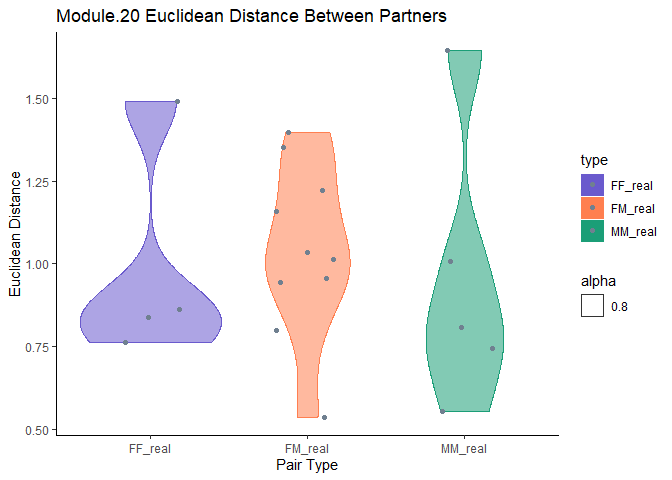 Module.20 Euclidean Distance Between Partners
Euclidean Distance
1.50
1.25
1.00
0.75
0.50
FF_real
FM_real
MM_real
Pair Type
type
FF_real
FM_real
MM_real
alpha
0.8